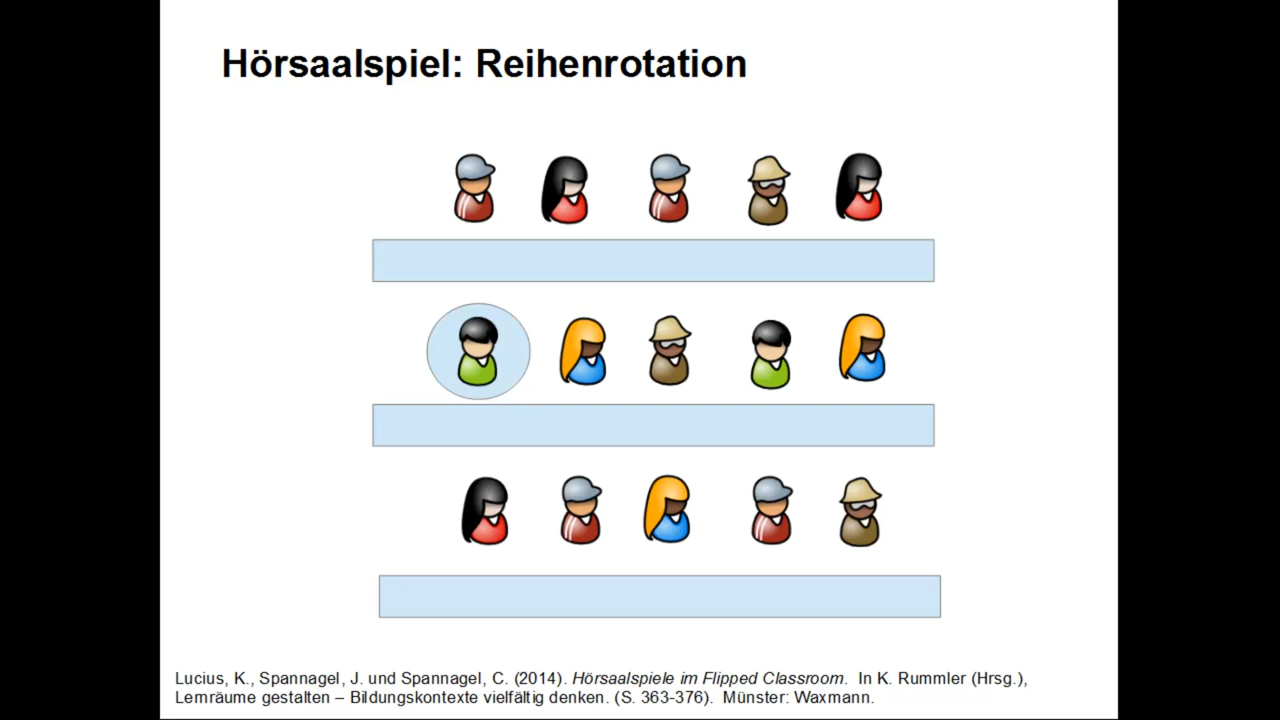 Hörsaalspiel: Reihenrotation
Lucius, K., Spannagel, J. und Spannagel, C. (2014). Hörsaalspiele im Flipped Classroom. In K. Rummler (Hrsg.),
Lernräume gestalten – Bildungskontexte vielfältig denken. (S. 363-376). Münster: Waxmann.